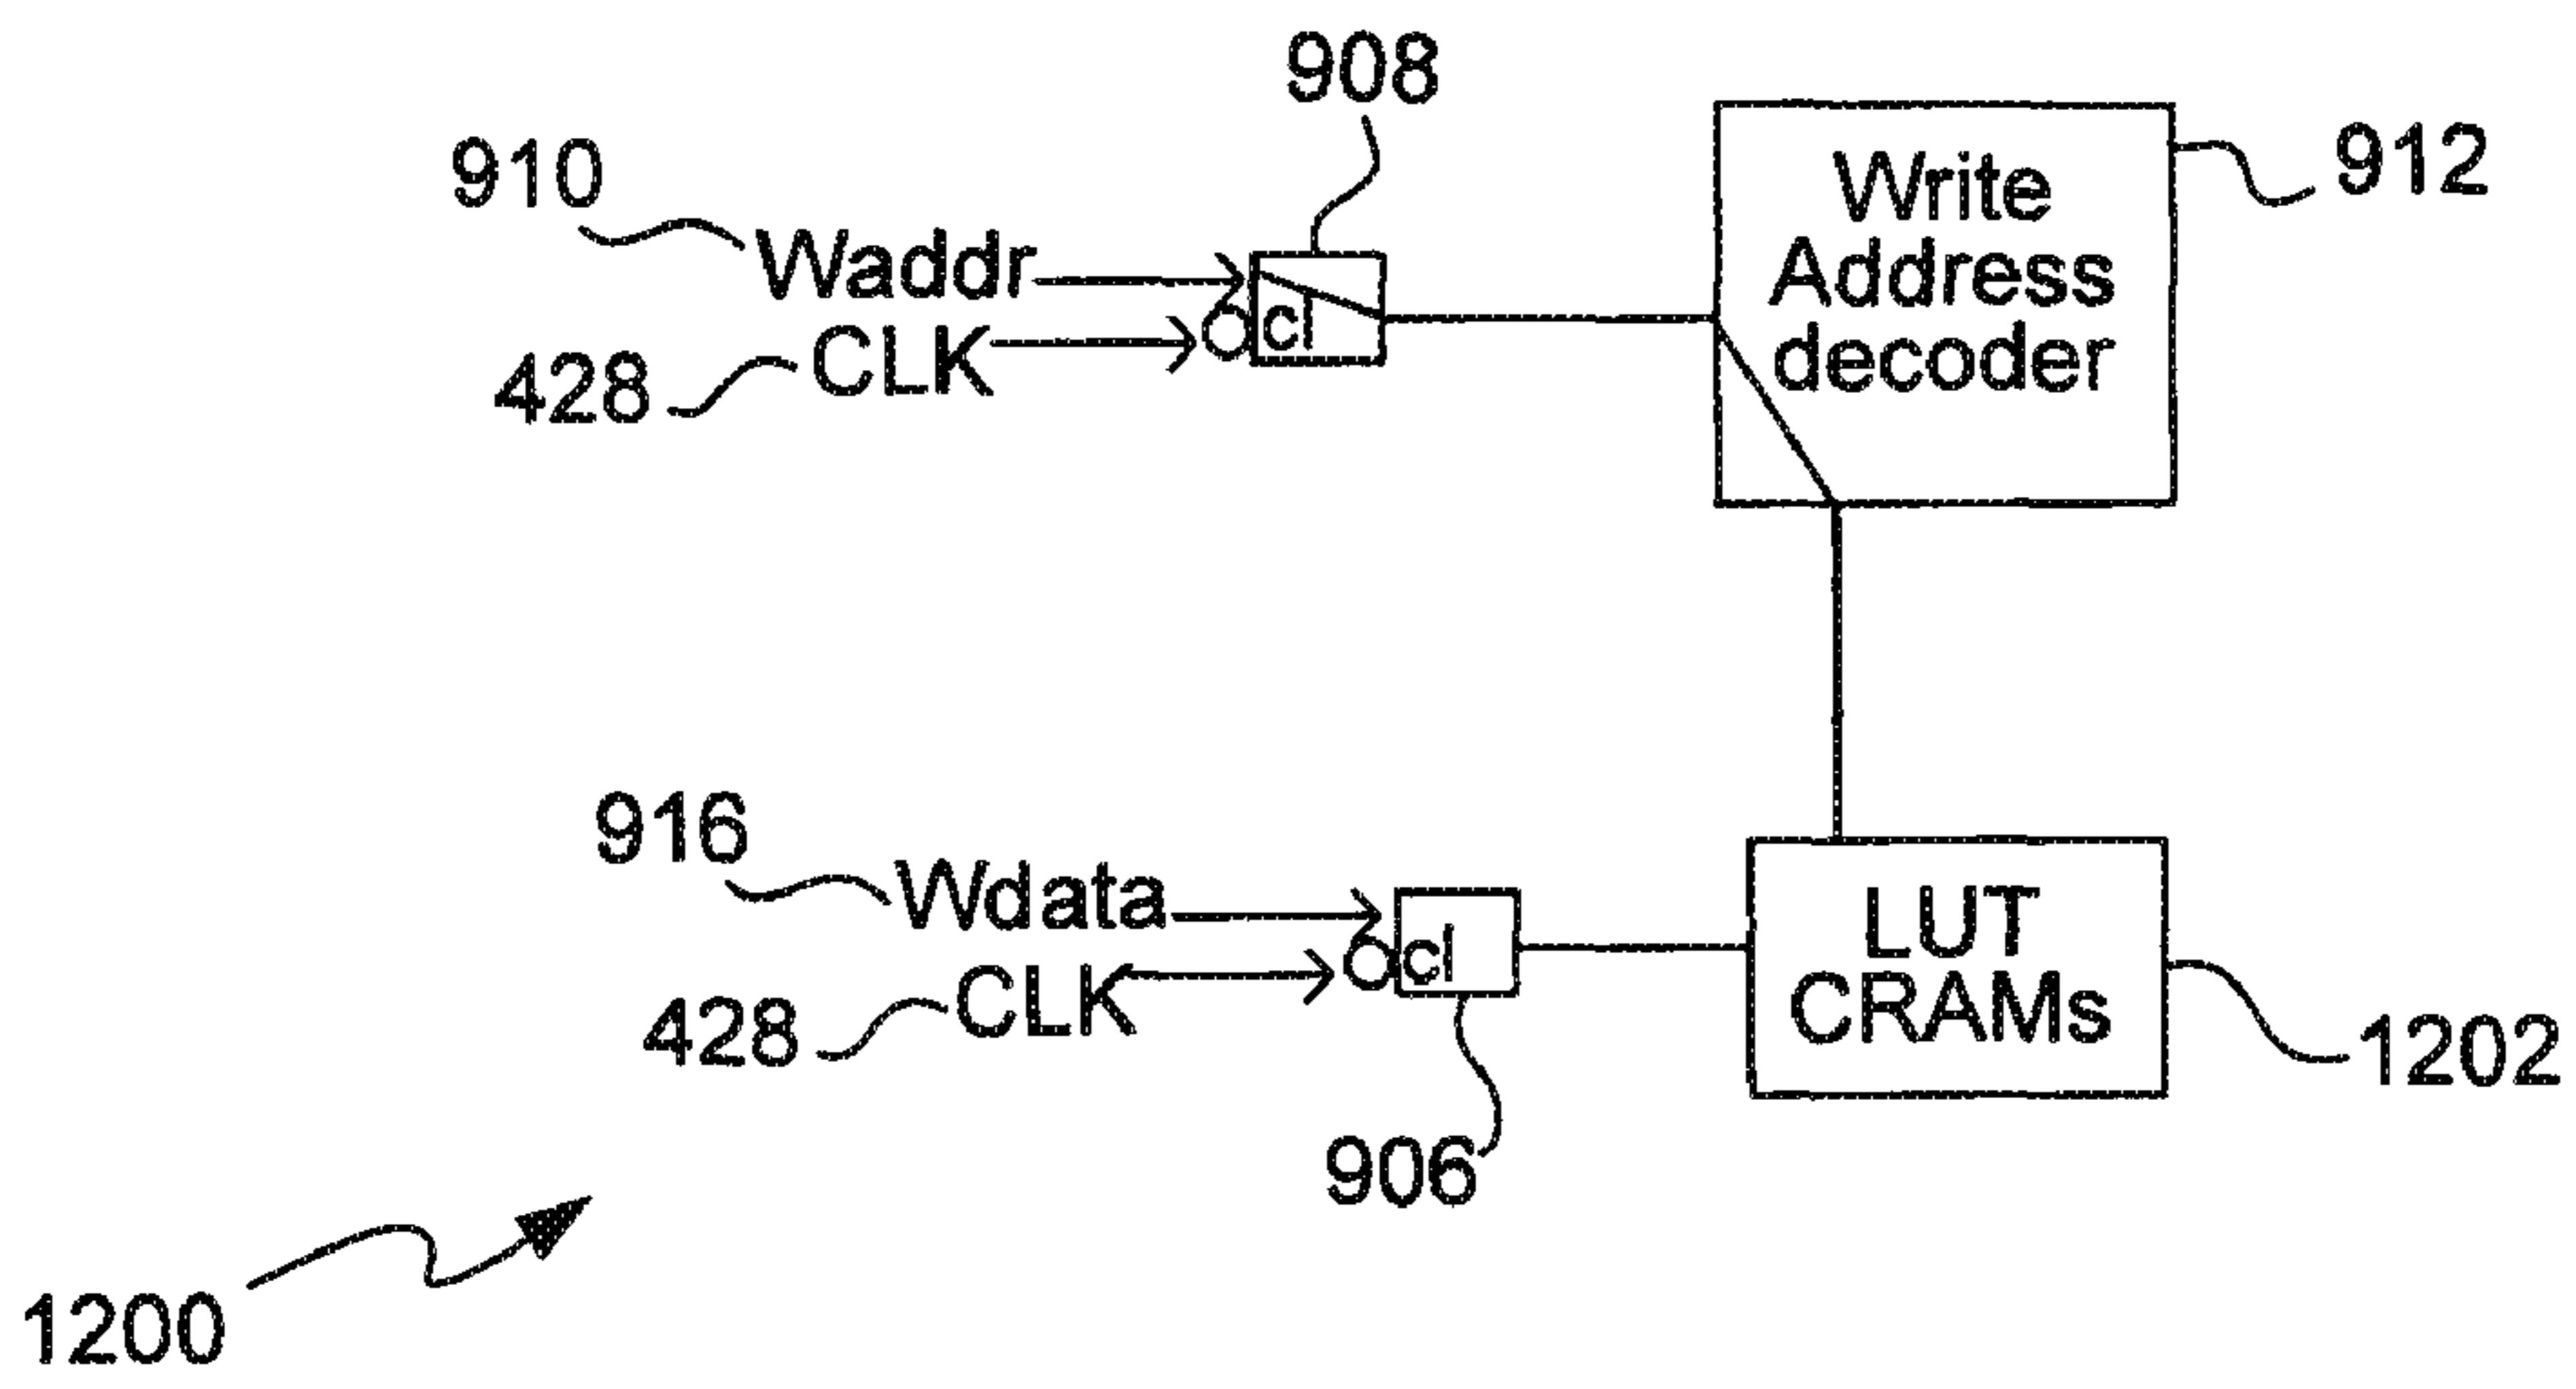 908
910
Waddr
cl
428
CLK
Write
Address
decoder
912
916
Wdata
cl
428
CLK
906
LUT
CRAMs
1202
1200